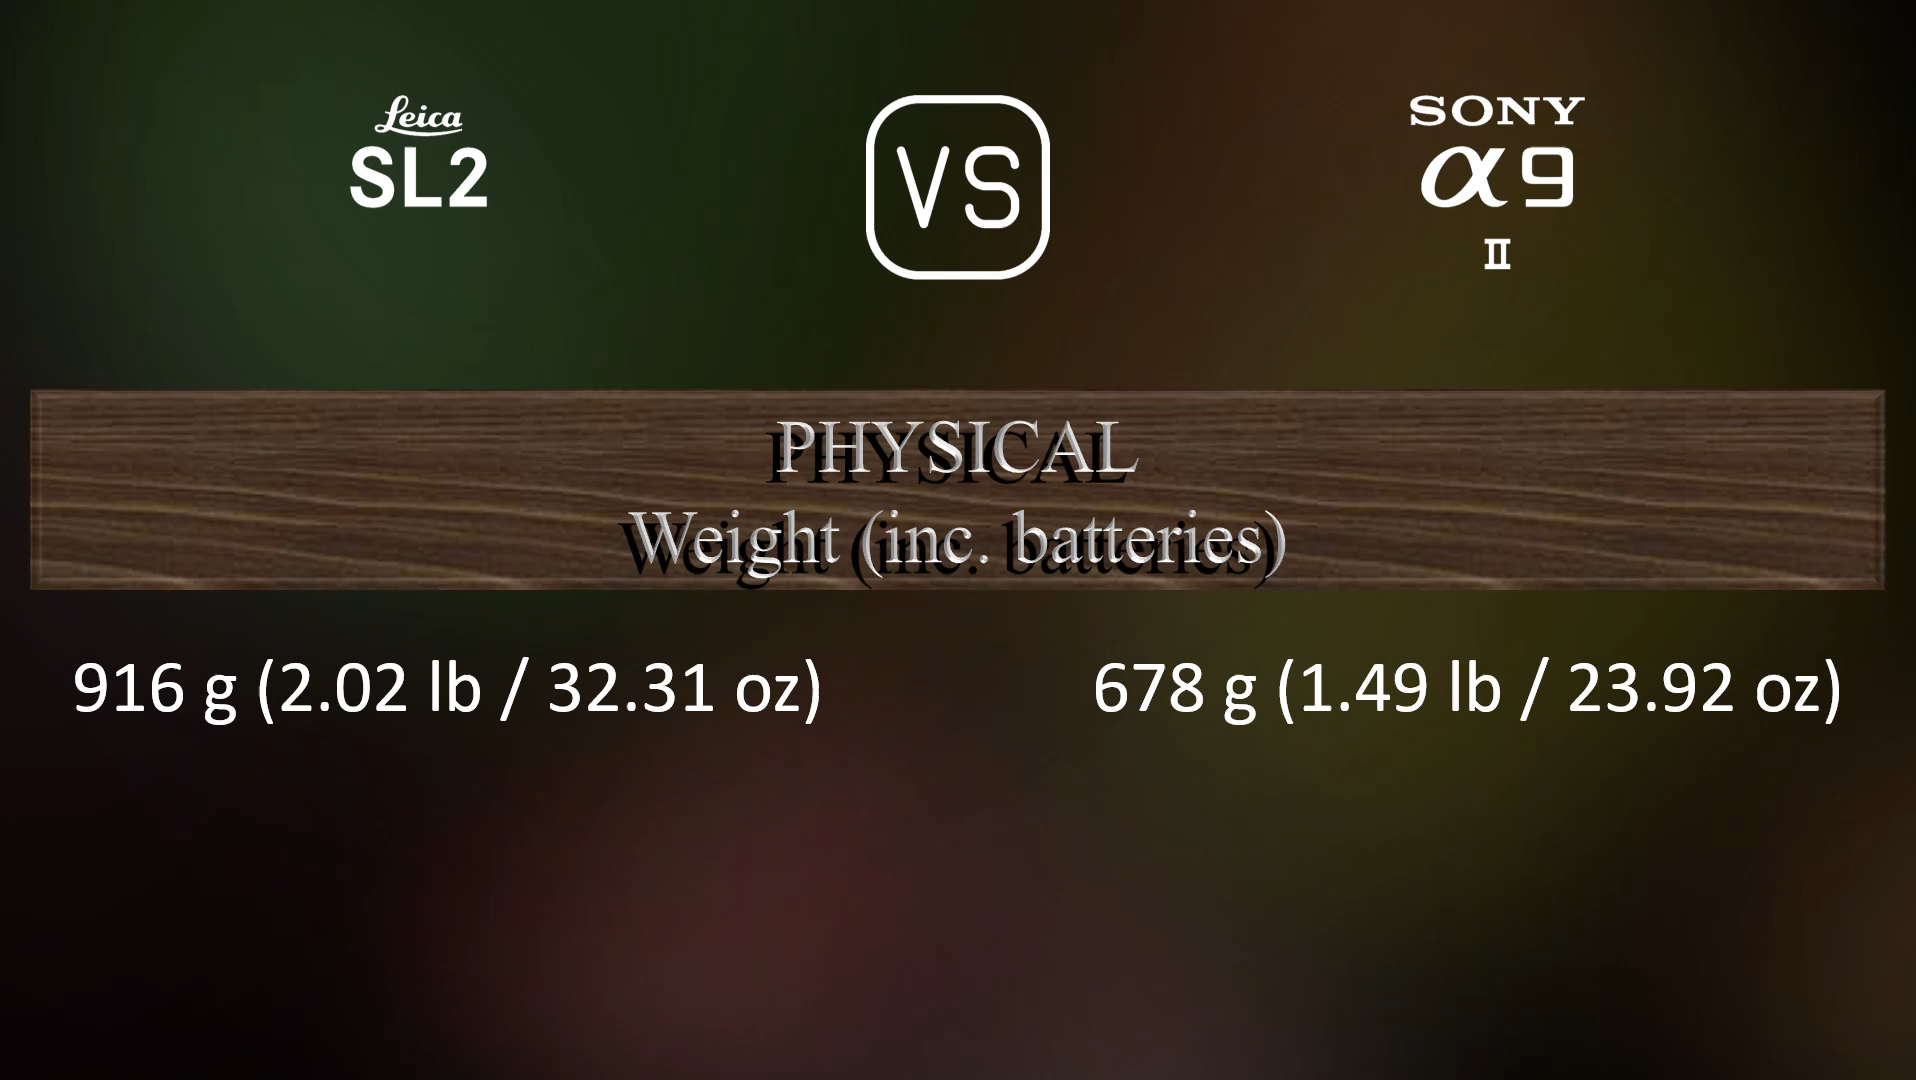 Leica
SL2
VS
SONY
α9
II
PHYSICAL
Weight (inc. batteries)
916 g (2.02 lb / 32.31 oz)
678 g (1.49 lb / 23.92 oz)